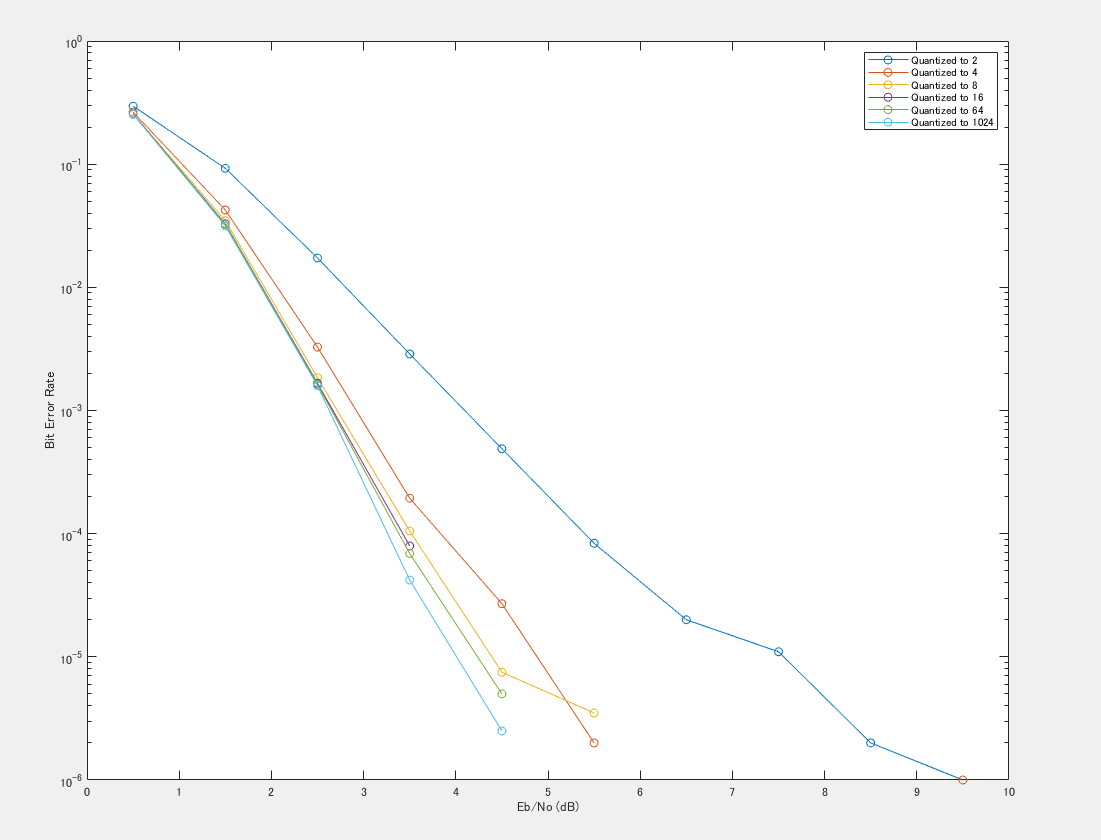 10^0
10^-1
10^-2
10^-3
10^-4
10^-5
10^-6
Bit Error Rate
Quantized to 2
Quantized to 4
Quantized to 8
Quantized to 16
Quantized to 64
Quantized to 1024
0 1 2 3 4 5 6 7 8 9 10
Eb/No (dB)